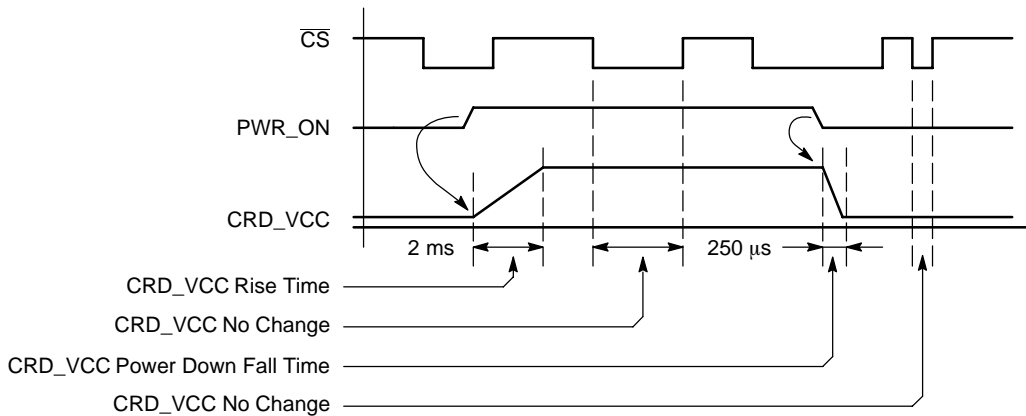 CS
PWR_ON
CRD_VCC
2 ms
250 μs
CRD_VCC Rise Time
CRD_VCC No Change
CRD_VCC Power Down Fall Time
CRD_VCC No Change